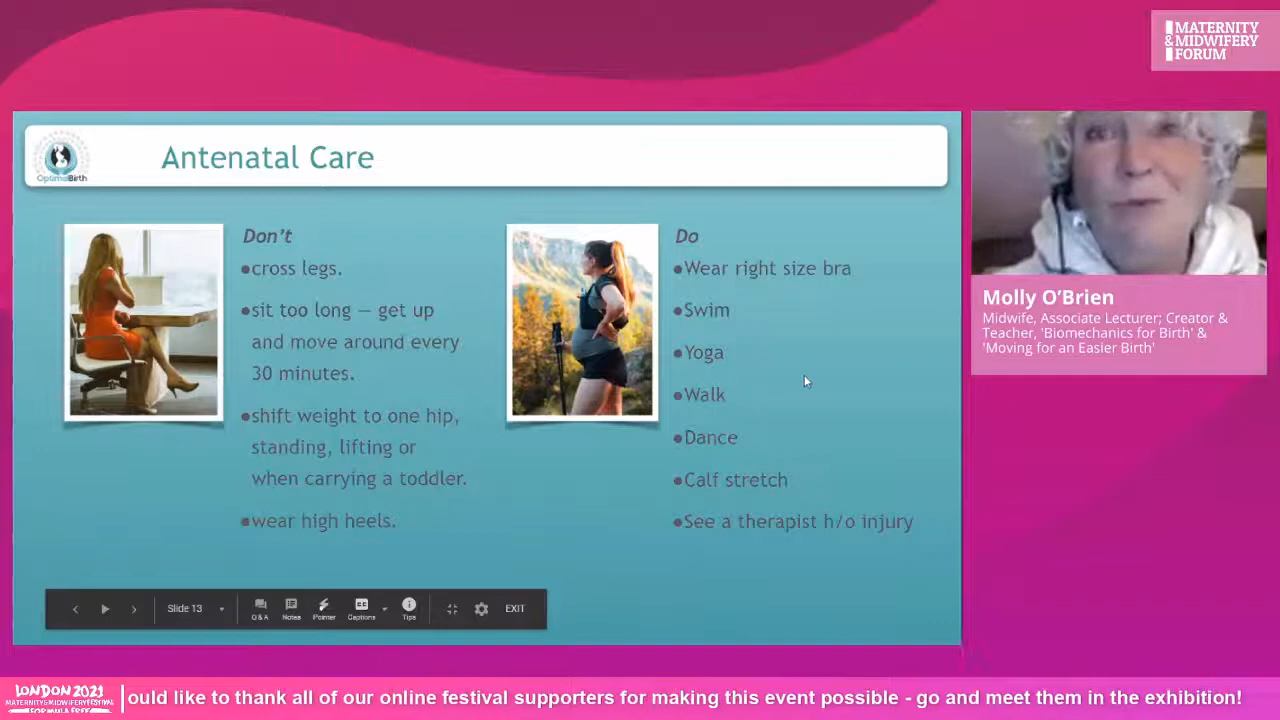 MATERNITY
&MIDWIFERY
FORUM
Antenatal Care
OptimalBirth
Don't
•cross legs.
•sit too long — get up
and move around every
30 minutes.
•shift weight to one hip,
standing, lifting or
when carrying a toddler.
•wear high heels.
Do
•Wear right size bra
•Swim
•Yoga
•Walk
•Dance
•Calf stretch
•See a therapist h/o injury
Molly O'Brien
Midwife, Associate Lecturer; Creator &
Teacher, 'Biomechanics for Birth' &
'Moving for an Easier Birth'
Slide 13
Q&A
Notes
Pointer
Captions
Tips
EXIT
LONDON 2021
MATERNITY&MIDWIFERYFESTIVAL
FORMULA FREE
ould like to thank all of our online festival supporters for making this event possible - go and meet them in the exhibition!